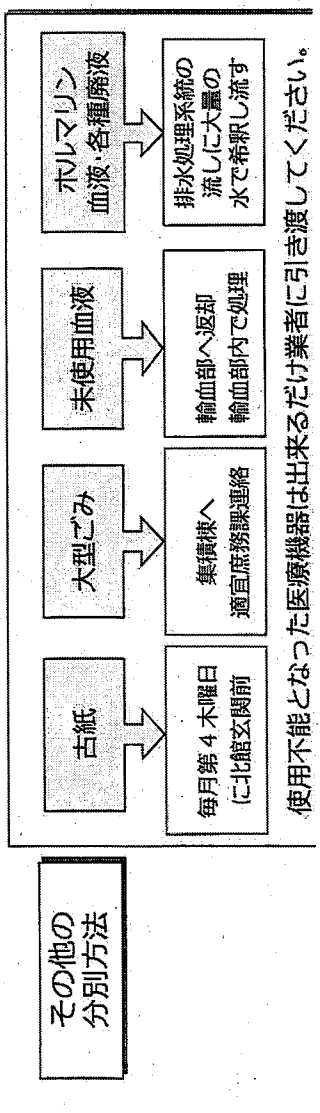 その他の
分別方法
古紙
毎月第4木曜日
に北館玄関前
大型ごみ
集積棟へ
適宜庶務課連絡
未使用血液
輸血部へ返却
輸血部内で処理
ホルマリン
血液・各種廃液
排水処理系統の
流しに大量の
水で希釈し流す
使用不能となった医療機器は出来るだけ業者に引き渡してください。